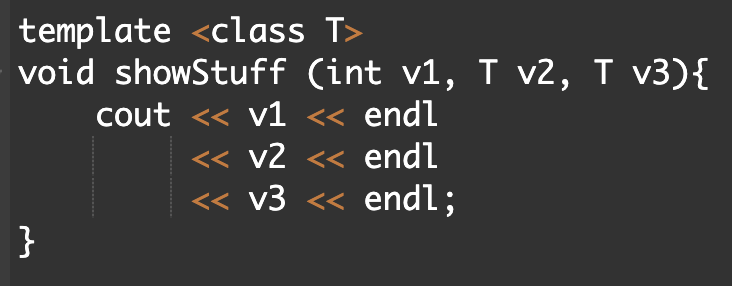 template <class T>
void showStuff (int v1, T v2, T v3){
    cout << v1 << endl
         << v2 << endl
         << v3 << endl;
}